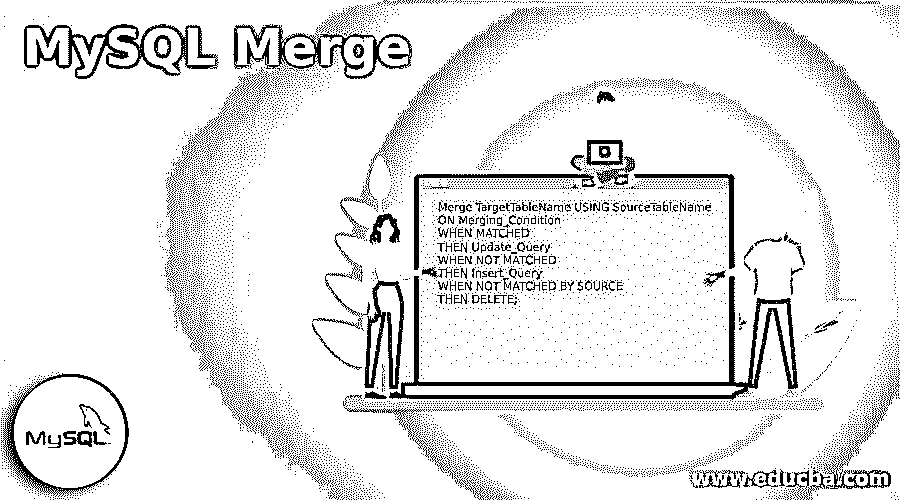 MySQL Merge
Merge TargetTableName USING SourceTableName
ON Merging_Condition
WHEN MATCHED
THEN Update_Query
WHEN NOT MATCHED
THEN Insert_Query
WHEN NOT MATCHED BY SOURCE
THEN DELETE;
MySQL
www.educba.com